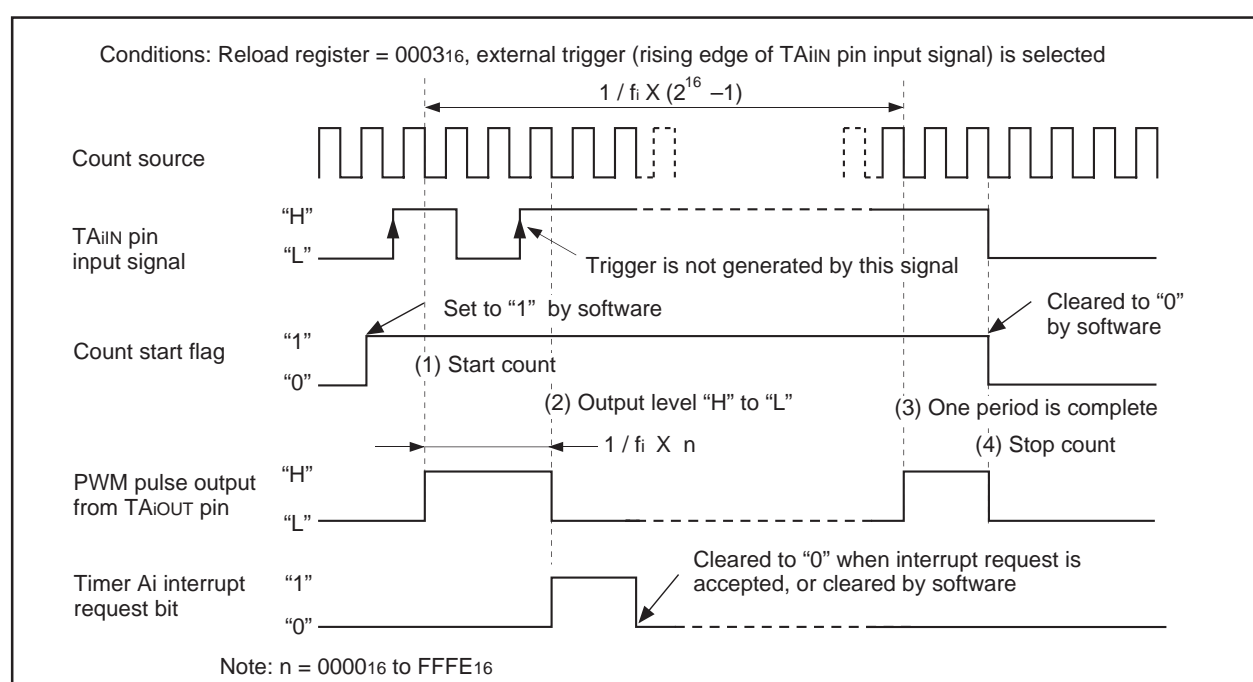 Conditions: Reload register = 000316, external trigger (rising edge of TAiIN pin input signal) is selected
1 / fi X (2^16 –1)
Count source
TAiIN pin
input signal
“H”
“L”
Trigger is not generated by this signal
Set to “1” by software
Cleared to “0”
by software
Count start flag
“1”
“0”
(1) Start count
(2) Output level “H” to “L”
(3) One period is complete
1 / fi X n
(4) Stop count
PWM pulse output
from TAiOUT pin
“H”
“L”
Cleared to “0” when interrupt request is
accepted, or cleared by software
Timer Ai interrupt
request bit
“1”
“0”
Note: n = 000016 to FFFE16